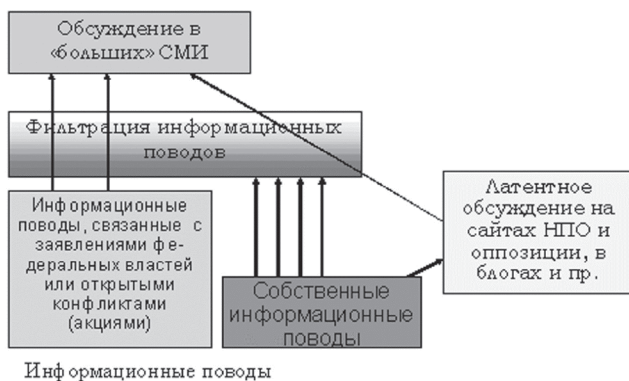 Обсуждение в
«больших» СМИ
Фильтрация информационных
поводов
Информационные
поводы, связанные с
заявлениями фе-
деральных властей
или открытыми
конфликтами
(акциями)
Латентное
обсуждение на
сайтах НПО и
оппозиции, в
блогах и пр.
Собственные
информационные
поводы
Информационные поводы